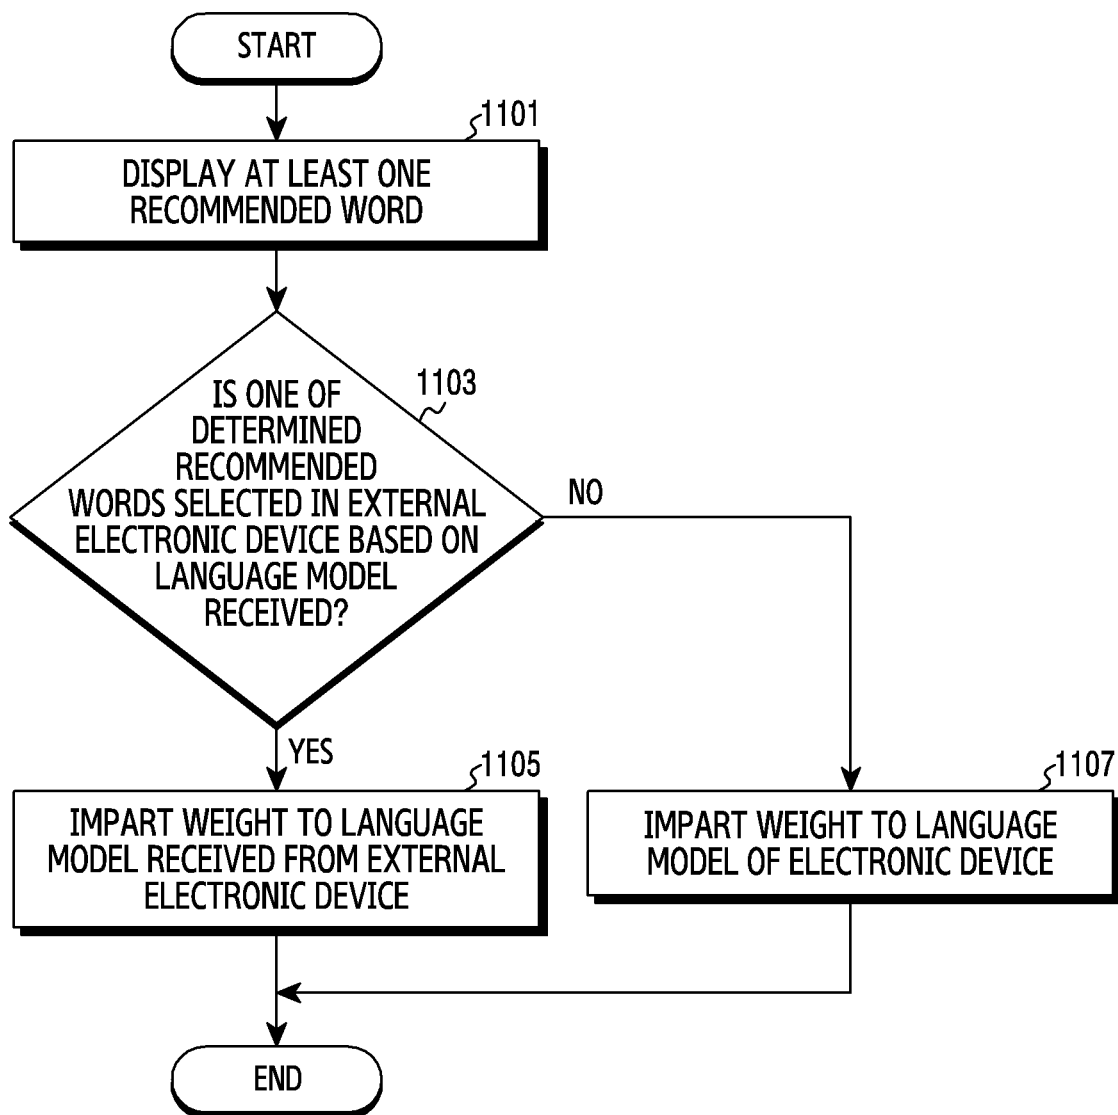 START
1101
DISPLAY AT LEAST ONE
RECOMMENDED WORD
1103
IS ONE OF
DETERMINED
RECOMMENDED
WORDS SELECTED IN EXTERNAL
ELECTRONIC DEVICE BASED ON
LANGUAGE MODEL
RECEIVED?
NO
YES
1105
IMPART WEIGHT TO LANGUAGE
MODEL RECEIVED FROM EXTERNAL
ELECTRONIC DEVICE
1107
IMPART WEIGHT TO LANGUAGE
MODEL OF ELECTRONIC DEVICE
END